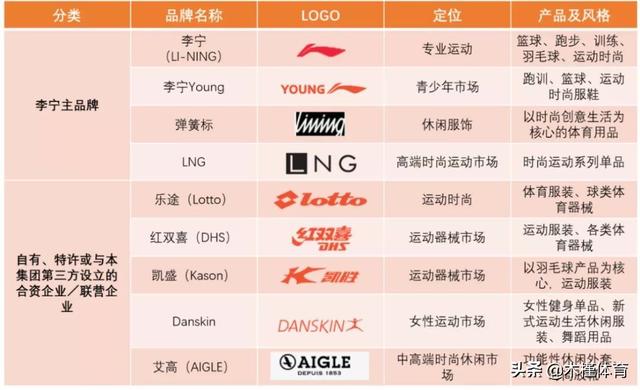 分类 品牌名称 LOGO 定位 产品及风格
李宁主品牌
李宁
（LI-NING）
专业运动
篮球、跑步、训练、
羽毛球、运动时尚
李宁Young
YOUNG
青少年市场
跑训、篮球、运动
时尚服鞋
弹簧标
lining
休闲服饰
以时尚创意生活为
核心的体育用品
LNG
LNG
高端时尚运动市场
时尚运动系列单品
自有、特许或与本
集团第三方设立的
合资企业／联营企
业
乐途（Lotto）
lotto
运动时尚
体育服装、球类体
育器械
红双喜（DHS）
红双喜
DHS
运动器械市场
运动服装、各类体
育器械
凯盛（Kason）
凯胜
运动器械市场
以羽毛球产品为核
心，运动服装
Danskin
DANSKIN
女性运动市场
女性健身单品、新
式运动生活休闲服
装、舞蹈用品
艾高（AIGLE）
AIGLE
DEPUIS 1853
中高端时尚休闲市
场
功能性休闲外套、
头条 @木禅体育